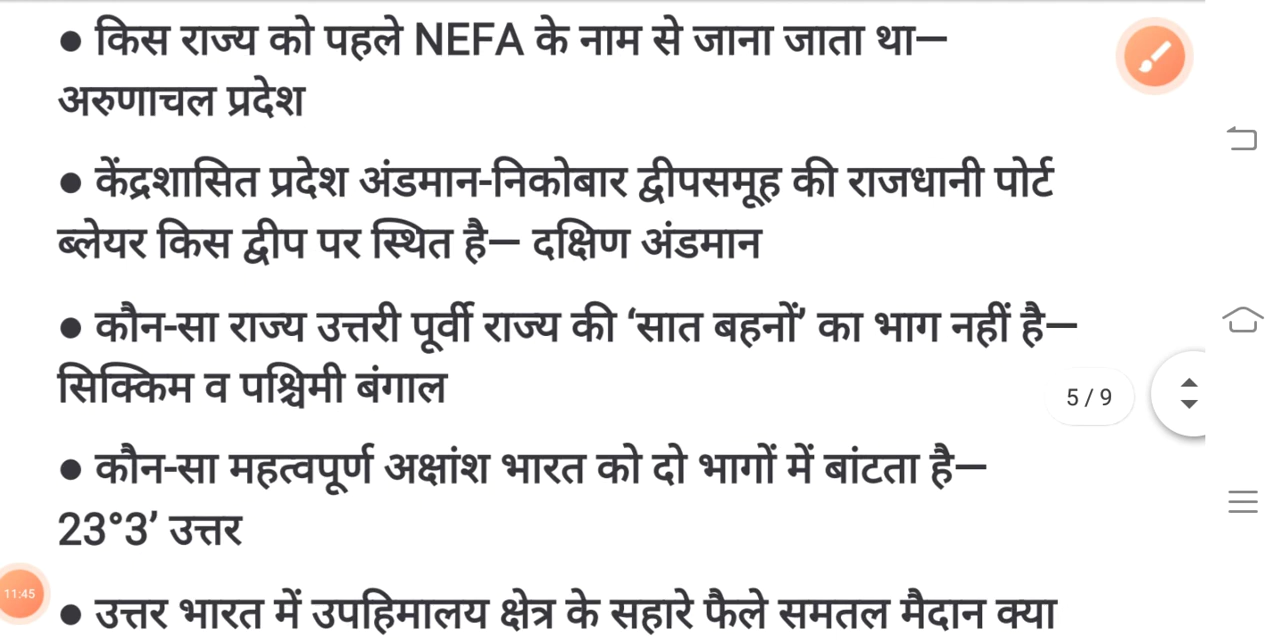 ● किस राज्य को पहले NEFA के नाम से जाना जाता था—
अरुणाचल प्रदेश
● केंद्रशासित प्रदेश अंडमान-निकोबार द्वीपसमूह की राजधानी पोर्ट
ब्लेयर किस द्वीप पर स्थित है— दक्षिण अंडमान
● कौन-सा राज्य उत्तरी पूर्वी राज्य की ‘सात बहनों’ का भाग नहीं है—
सिक्किम व पश्चिमी बंगाल
5 / 9
● कौन-सा महत्वपूर्ण अक्षांश भारत को दो भागों में बांटता है—
23°3’ उत्तर
11:45
● उत्तर भारत में उपहिमालय क्षेत्र के सहारे फैले समतल मैदान क्या